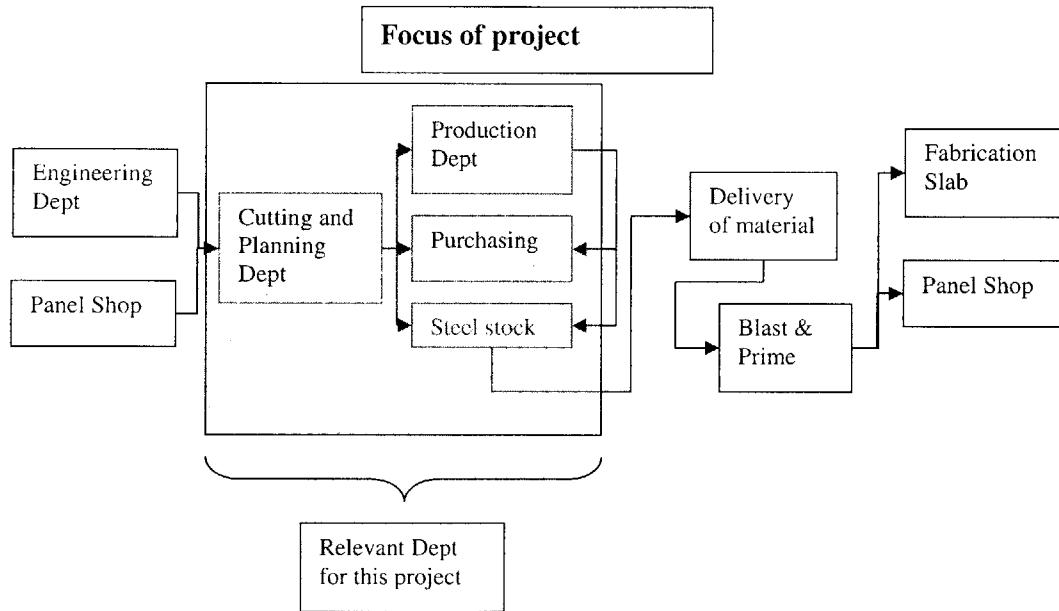 Focus of project
Engineering
Dept
Panel Shop
Cutting and
Planning
Dept
Production
Dept
Purchasing
Steel stock
Delivery
of material
Blast &
Prime
Fabrication
Slab
Panel Shop
Relevant Dept
for this project